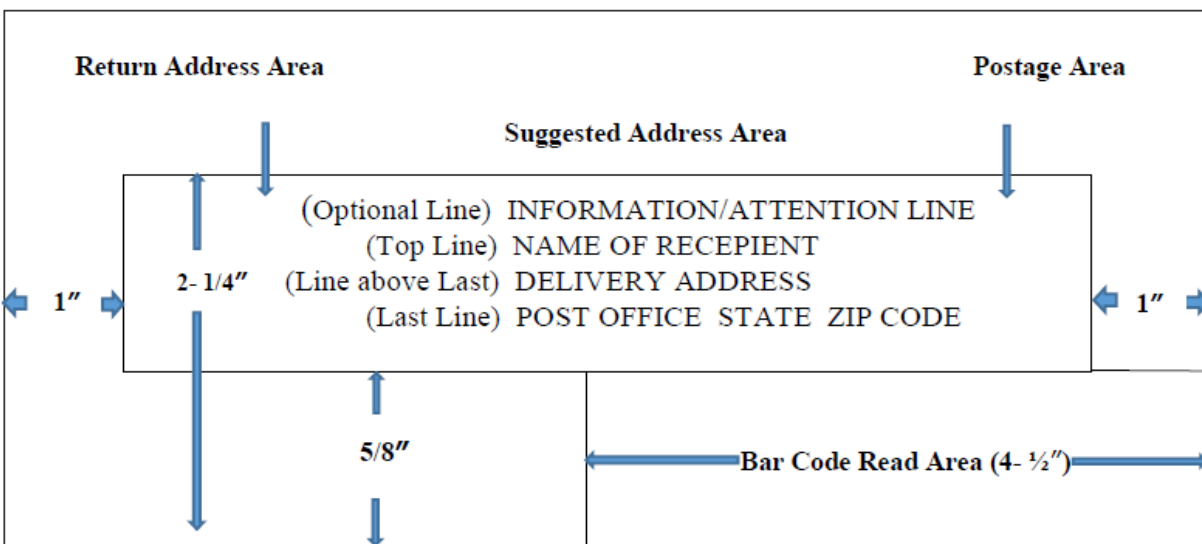 Return Address Area
Postage Area
Suggested Address Area
(Optional Line) INFORMATION/ATTENTION LINE
(Top Line) NAME OF RECEPIENT
2- 1/4″
(Line above Last) DELIVERY ADDRESS
1″
1″
(Last Line) POST OFFICE STATE ZIP CODE
5/8″
Bar Code Read Area (4- ½″)